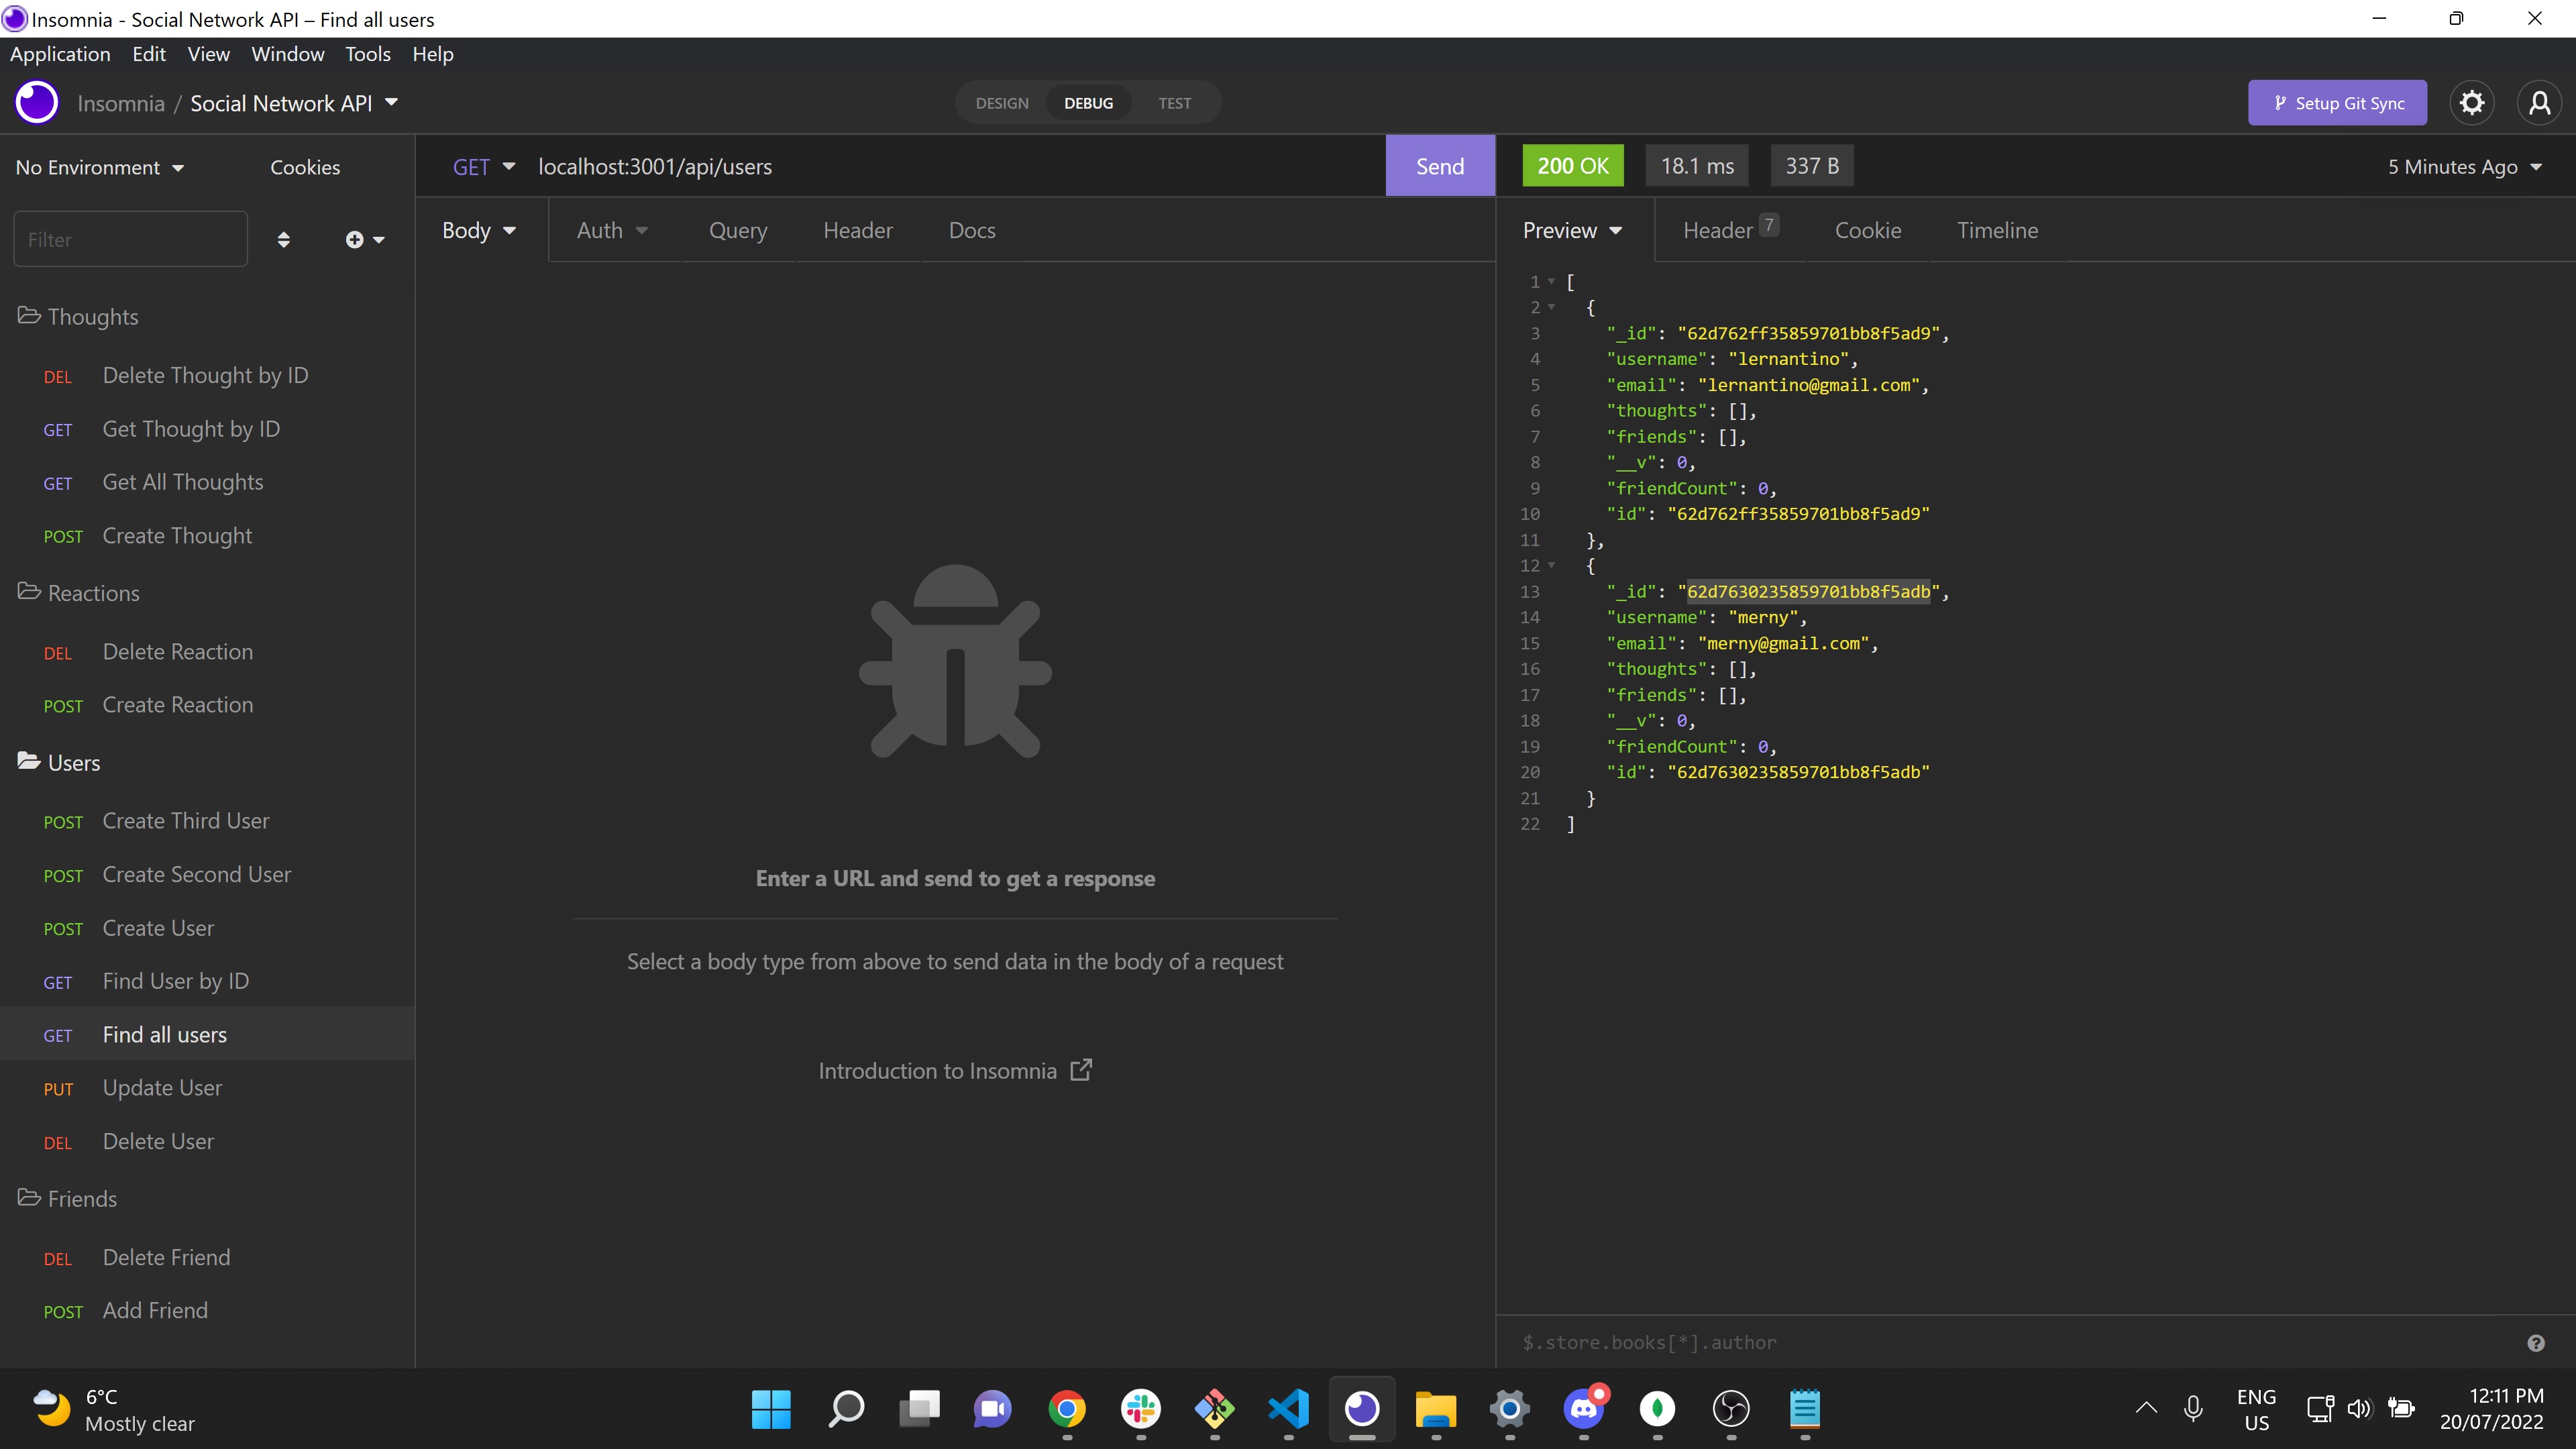 Insomnia - Social Network API – Find all users
Application Edit View Window Tools Help
Insomnia / Social Network API
DESIGN DEBUG TEST
Setup Git Sync
No Environment Cookies
GET localhost:3001/api/users Send
200 OK 18.1 ms 337 B 5 Minutes Ago
Filter
Body Auth Query Header Docs
Preview Header 7 Cookie Timeline
Thoughts
DEL Delete Thought by ID
GET Get Thought by ID
GET Get All Thoughts
POST Create Thought
Reactions
DEL Delete Reaction
POST Create Reaction
Users
POST Create Third User
POST Create Second User
POST Create User
GET Find User by ID
GET Find all users
PUT Update User
DEL Delete User
Friends
DEL Delete Friend
POST Add Friend
Enter a URL and send to get a response
Select a body type from above to send data in the body of a request
Introduction to Insomnia
1 [
2 {
3 "_id": "62d762ff35859701bb8f5ad9",
4 "username": "lernantino",
5 "email": "lernantino@gmail.com",
6 "thoughts": [],
7 "friends": [],
8 "__v": 0,
9 "friendCount": 0,
10 "id": "62d762ff35859701bb8f5ad9"
11 },
12 {
13 "_id": "62d7630235859701bb8f5adb",
14 "username": "merny",
15 "email": "merny@gmail.com",
16 "thoughts": [],
17 "friends": [],
18 "__v": 0,
19 "friendCount": 0,
20 "id": "62d7630235859701bb8f5adb"
21 }
22 ]
$.store.books[*].author
6°C
Mostly clear
ENG
US
12:11 PM
20/07/2022